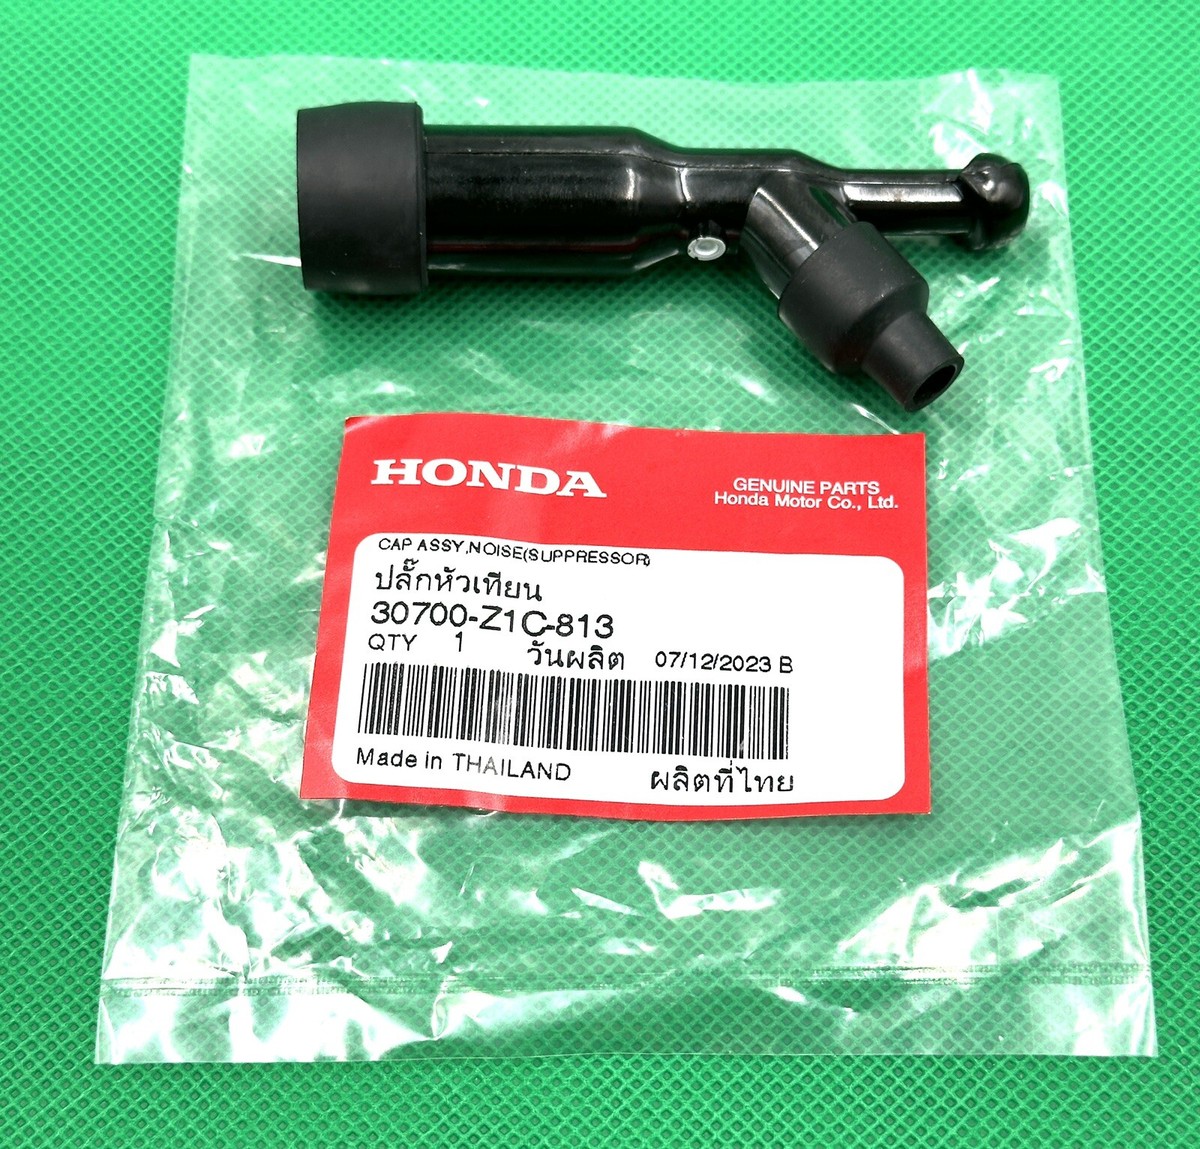 HONDA
GENUINE PARTS
Honda Motor Co., Ltd.
CAP ASSY,NOISE(SUPPRESSOR)
ปลั๊กหัวเทียน
30700-Z1C-813
QTY 1 วันผลิต 07/12/2023 B
Made in THAILAND ผลิตที่ไทย